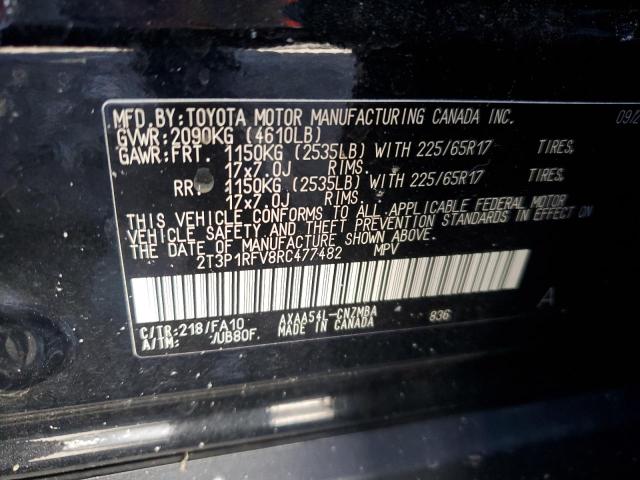 MFD. BY: TOYOTA MOTOR MANUFACTURING CANADA INC. 09/2
GVWR: 2090KG (4610LB)
GAWR: FRT. 1150KG (2535LB) WITH 225/65R17 TIRES,
17x7.0J RIMS.
RR. 1150KG (2535LB) WITH 225/65R17 TIRES,
17x7.0J RIMS.
THIS VEHICLE CONFORMS TO ALL APPLICABLE FEDERAL MOTOR
VEHICLE SAFETY AND THEFT PREVENTION STANDARDS IN EFFECT ON
THE DATE OF MANUFACTURE SHOWN ABOVE.
2T3P1RFV8RC477482 MPV
A
C/TR: 218/FA10 AXAA54L-CNZMBA 836
A/TM: /UB80F. MADE IN CANADA